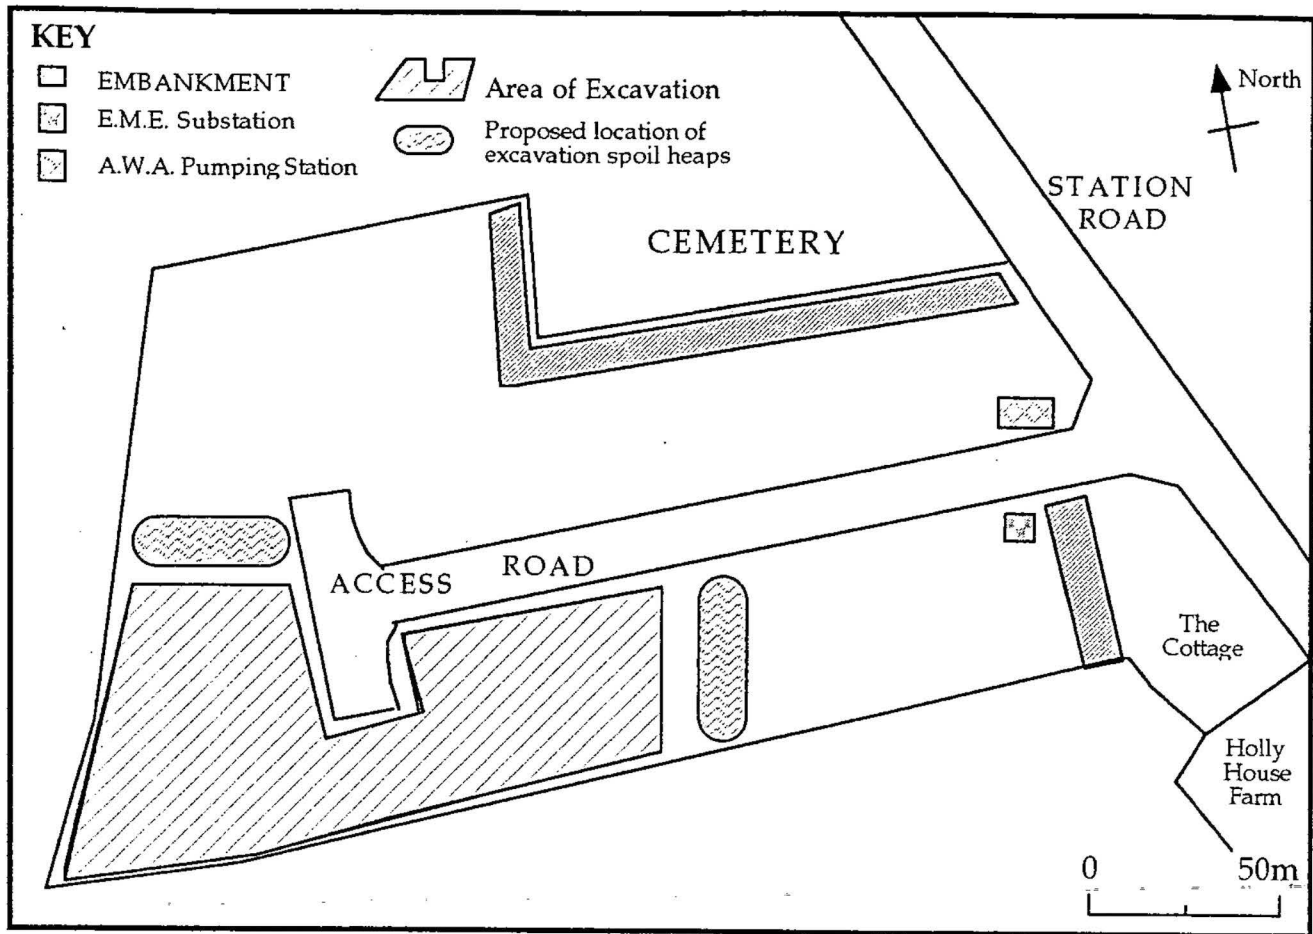 KEY
EMBANKMENT
E.M.E. Substation
A.W.A. Pumping Station
Area of Excavation
Proposed location of
excavation spoil heaps
North
STATION
ROAD
CEMETERY
ACCESS ROAD
The
Cottage
Holly
House
Farm
0 50m